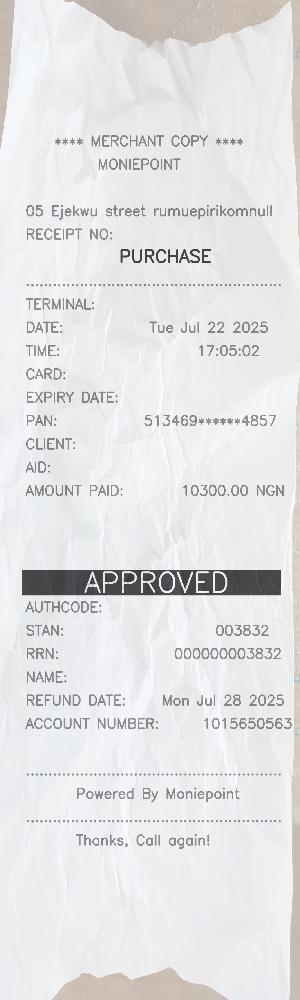 **** MERCHANT COPY ****
MONIEPOINT
05 Ejekwu street rumuepirikomnull
RECEIPT NO:
PURCHASE
TERMINAL:
DATE: Tue Jul 22 2025
TIME: 17:05:02
CARD:
EXPIRY DATE:
PAN: 513469******4857
CLIENT:
AID:
AMOUNT PAID: 10300.00 NGN
APPROVED
AUTHCODE:
STAN: 003832
RRN: 000000003832
NAME:
REFUND DATE: Mon Jul 28 2025
ACCOUNT NUMBER: 1015650563
Powered By Moniepoint
Thanks, Call again!